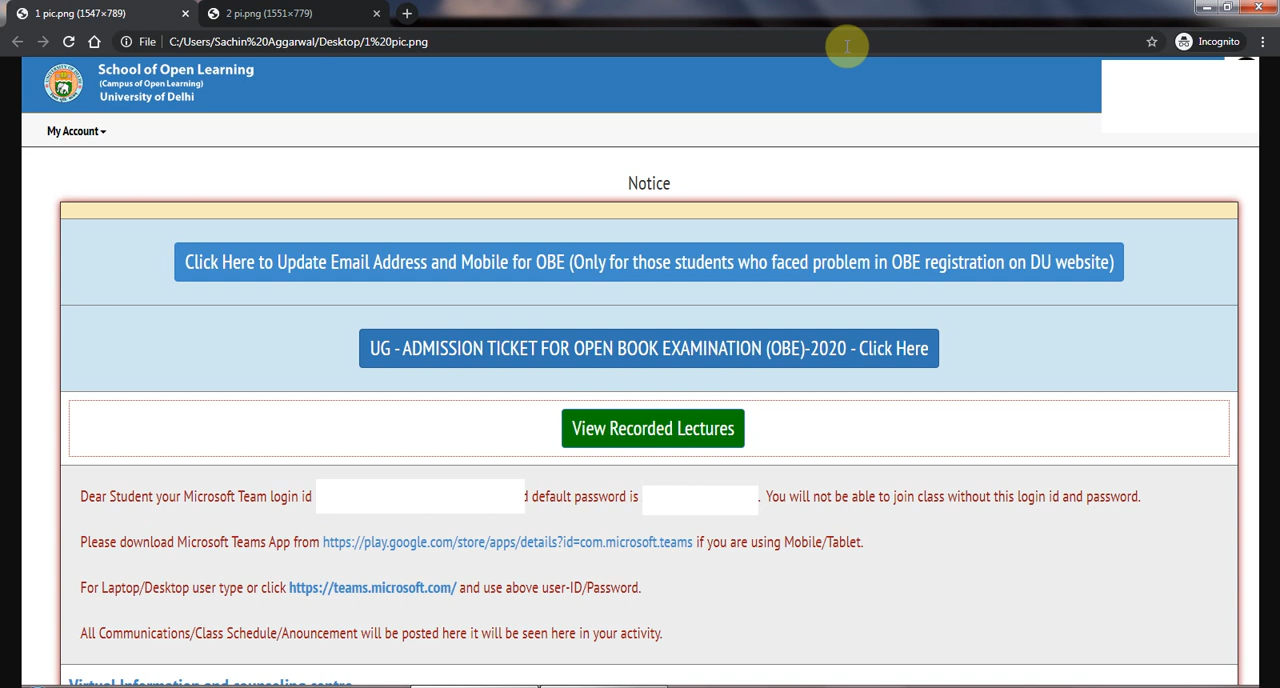 1 pic.png (1547×789)
2 pi.png (1551×779)
File
C:/Users/Sachin%20Aggarwal/Desktop/1%20pic.png
Incognito
School of Open Learning
(Campus of Open Learning)
University of Delhi
My Account
Notice
Click Here to Update Email Address and Mobile for OBE (Only for those students who faced problem in OBE registration on DU website)
UG - ADMISSION TICKET FOR OPEN BOOK EXAMINATION (OBE)-2020 - Click Here
View Recorded Lectures
Dear Student your Microsoft Team login id d default password is . You will not be able to join class without this login id and password.
Please download Microsoft Teams App from https://play.google.com/store/apps/details?id=com.microsoft.teams if you are using Mobile/Tablet.
For Laptop/Desktop user type or click https://teams.microsoft.com/ and use above user-ID/Password.
All Communications/Class Schedule/Anouncement will be posted here it will be seen here in your activity.
Virtual Information and counseling centre